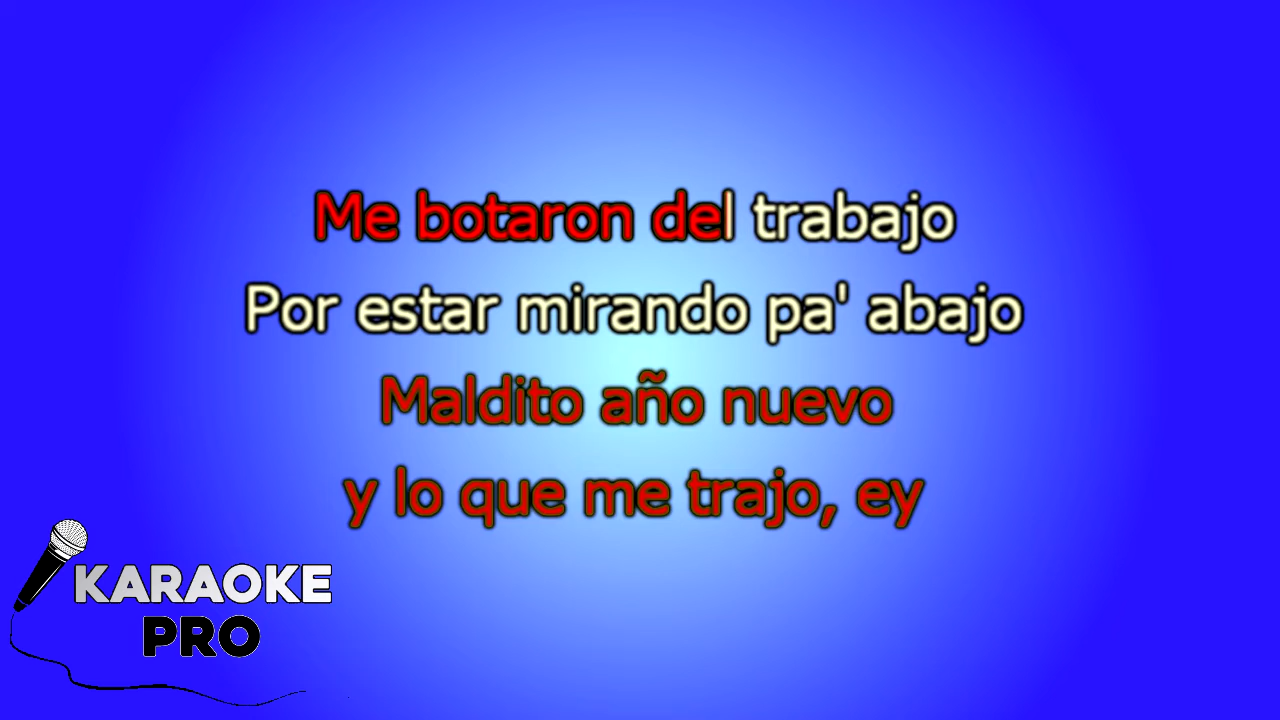 Me botaron del trabajo
Por estar mirando pa' abajo
Maldito año nuevo
y lo que me trajo, ey
KARAOKE
PRO